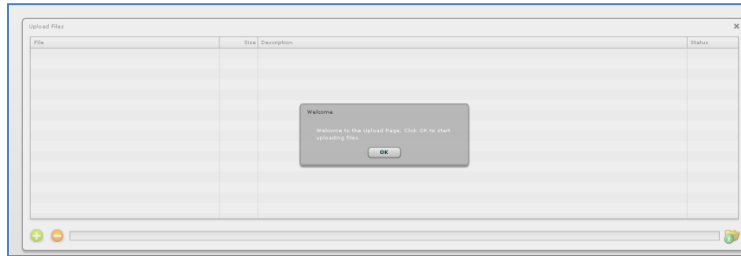 Upload Files
File Size Description Status
Welcome
Welcome to the Upload Page. Click OK to start
uploading files.
OK